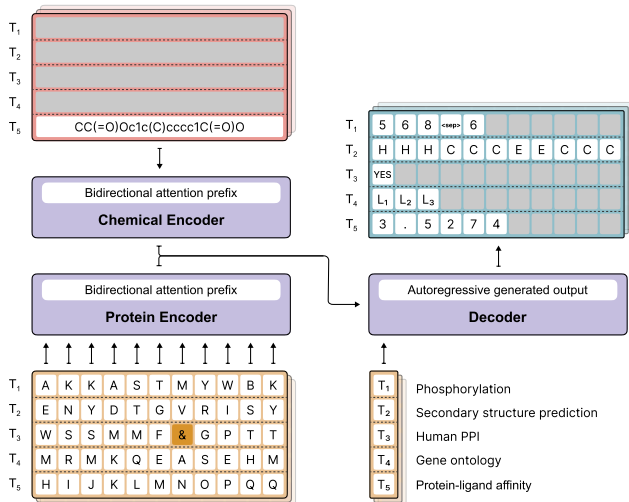 T1
T2
T3
T4
T5 CC(=O)Oc1c(C)cccc1C(=O)O
Bidirectional attention prefix
Chemical Encoder
Bidirectional attention prefix
Protein Encoder
T1 A K K A S T M Y W B K
T2 E N Y D T G V R I S Y
T3 W S S M M F & G P T T
T4 M R M K Q E A S E H M
T5 H I J K L M N O P Q Q
T1 5 6 8 <sep> 6
T2 H H H C C C E E C C C
T3 YES
T4 L1 L2 L3
T5 3 . 5 2 7 4
Autoregressive generated output
Decoder
T1 Phosphorylation
T2 Secondary structure prediction
T3 Human PPI
T4 Gene ontology
T5 Protein-ligand affinity